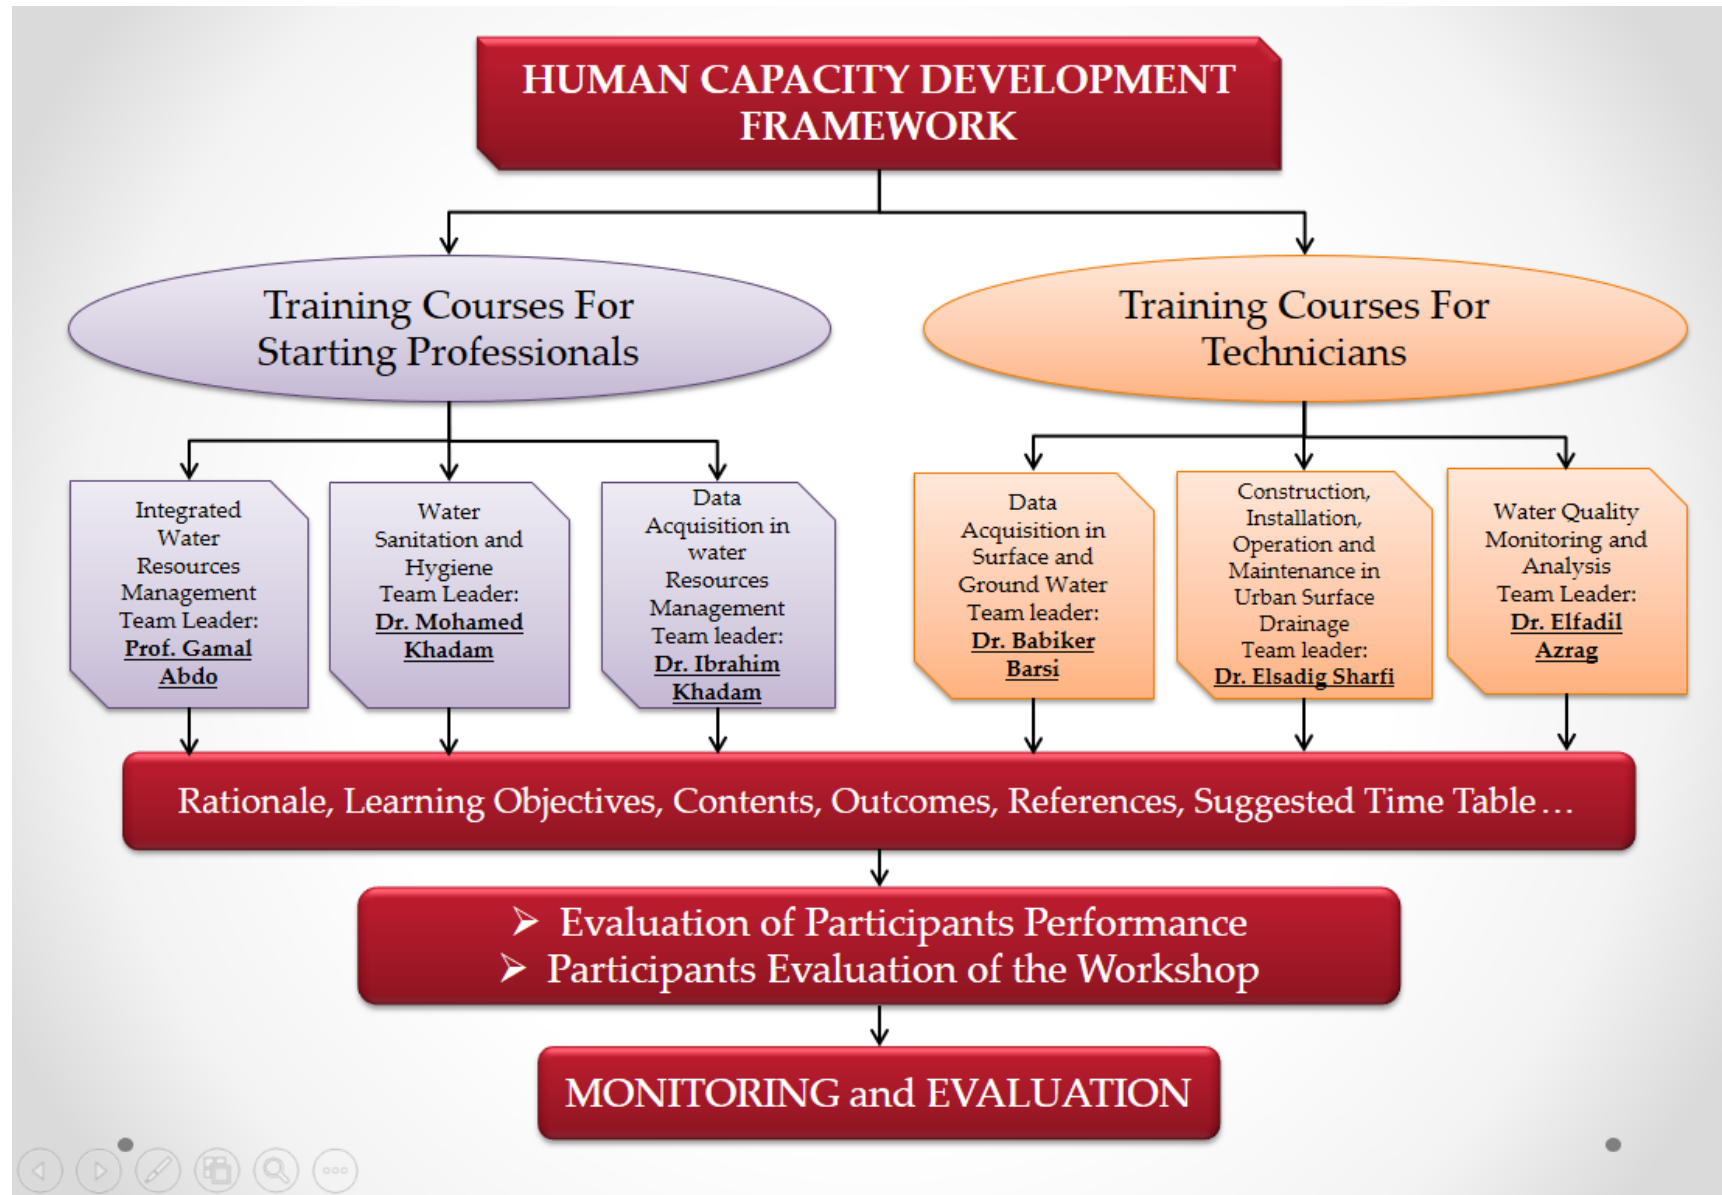 HUMAN CAPACITY DEVELOPMENT
FRAMEWORK
Training Courses For
Starting Professionals
Training Courses For
Technicians
Integrated
Water
Resources
Management
Team Leader:
Prof. Gamal
Abdo
Water
Sanitation and
Hygiene
Team Leader:
Dr. Mohamed
Khadam
Data
Acquisition in
water
Resources
Management
Team leader:
Dr. Ibrahim
Khadam
Data
Acquisition in
Surface and
Ground Water
Team leader:
Dr. Babiker
Barsi
Construction,
Installation,
Operation and
Maintenance in
Urban Surface
Drainage
Team leader:
Dr. Elsadig Sharfi
Water Quality
Monitoring and
Analysis
Team Leader:
Dr. Elfadil
Azrag
Rationale, Learning Objectives, Contents, Outcomes, References, Suggested Time Table…
➢ Evaluation of Participants Performance
➢ Participants Evaluation of the Workshop
MONITORING and EVALUATION